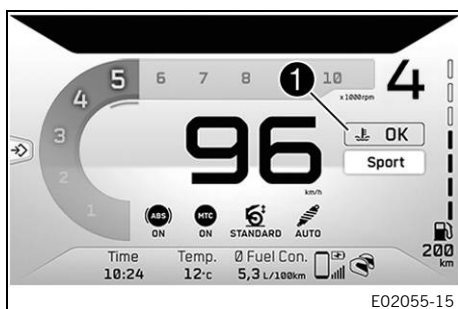 1 2 3 4 5 6 7 8 10
x1000rpm
4
1
OK
96
km/h
Sport
ABS
ON
MTC
ON
STANDARD
AUTO
200
km
Time
10:24
Temp.
12°C
Ø Fuel Con.
5,3 L/100km
E02055-15